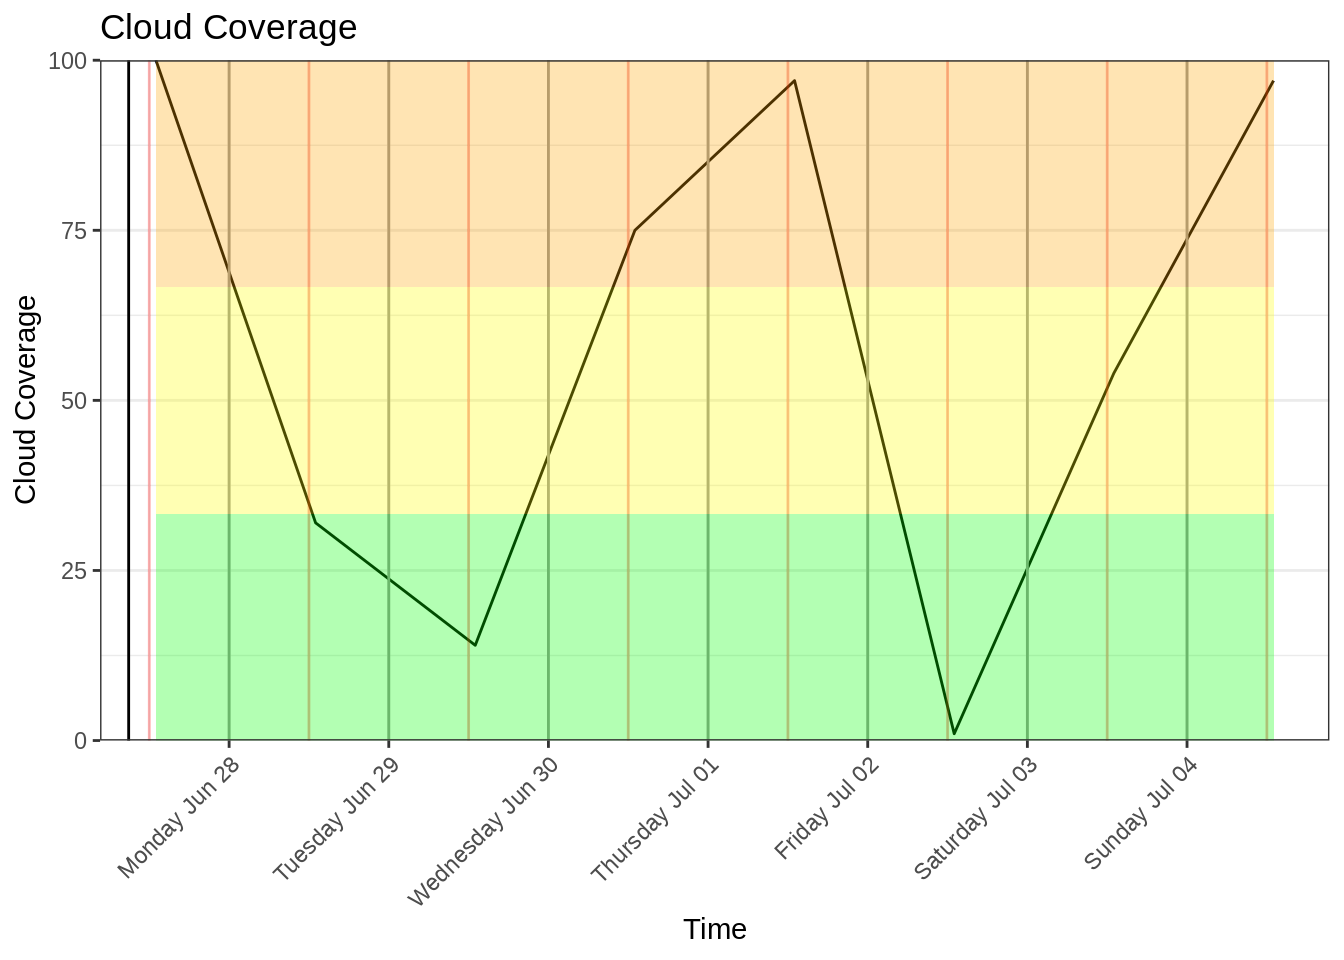 Cloud Coverage
Cloud Coverage
100
75
50
25
0
Monday Jun 28
Tuesday Jun 29
Wednesday Jun 30
Thursday Jul 01
Friday Jul 02
Saturday Jul 03
Sunday Jul 04
Time